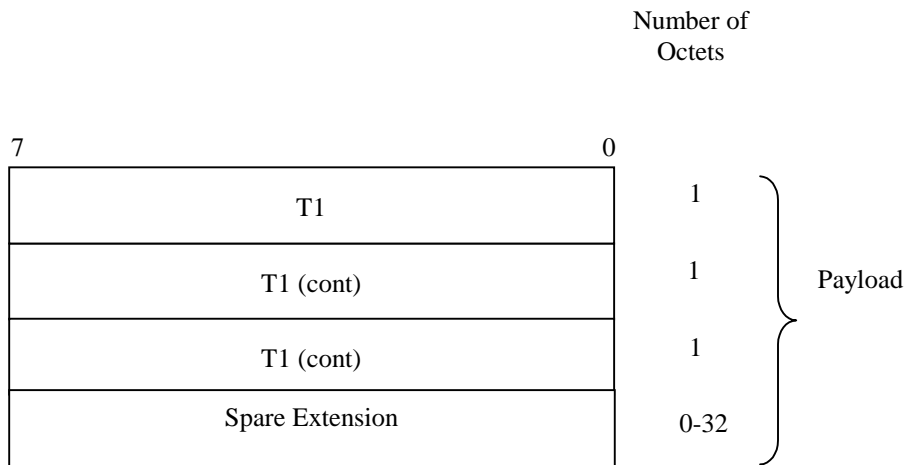 Number of
Octets
7 0
T1 1
T1 (cont) 1
Payload
T1 (cont) 1
Spare Extension 0-32